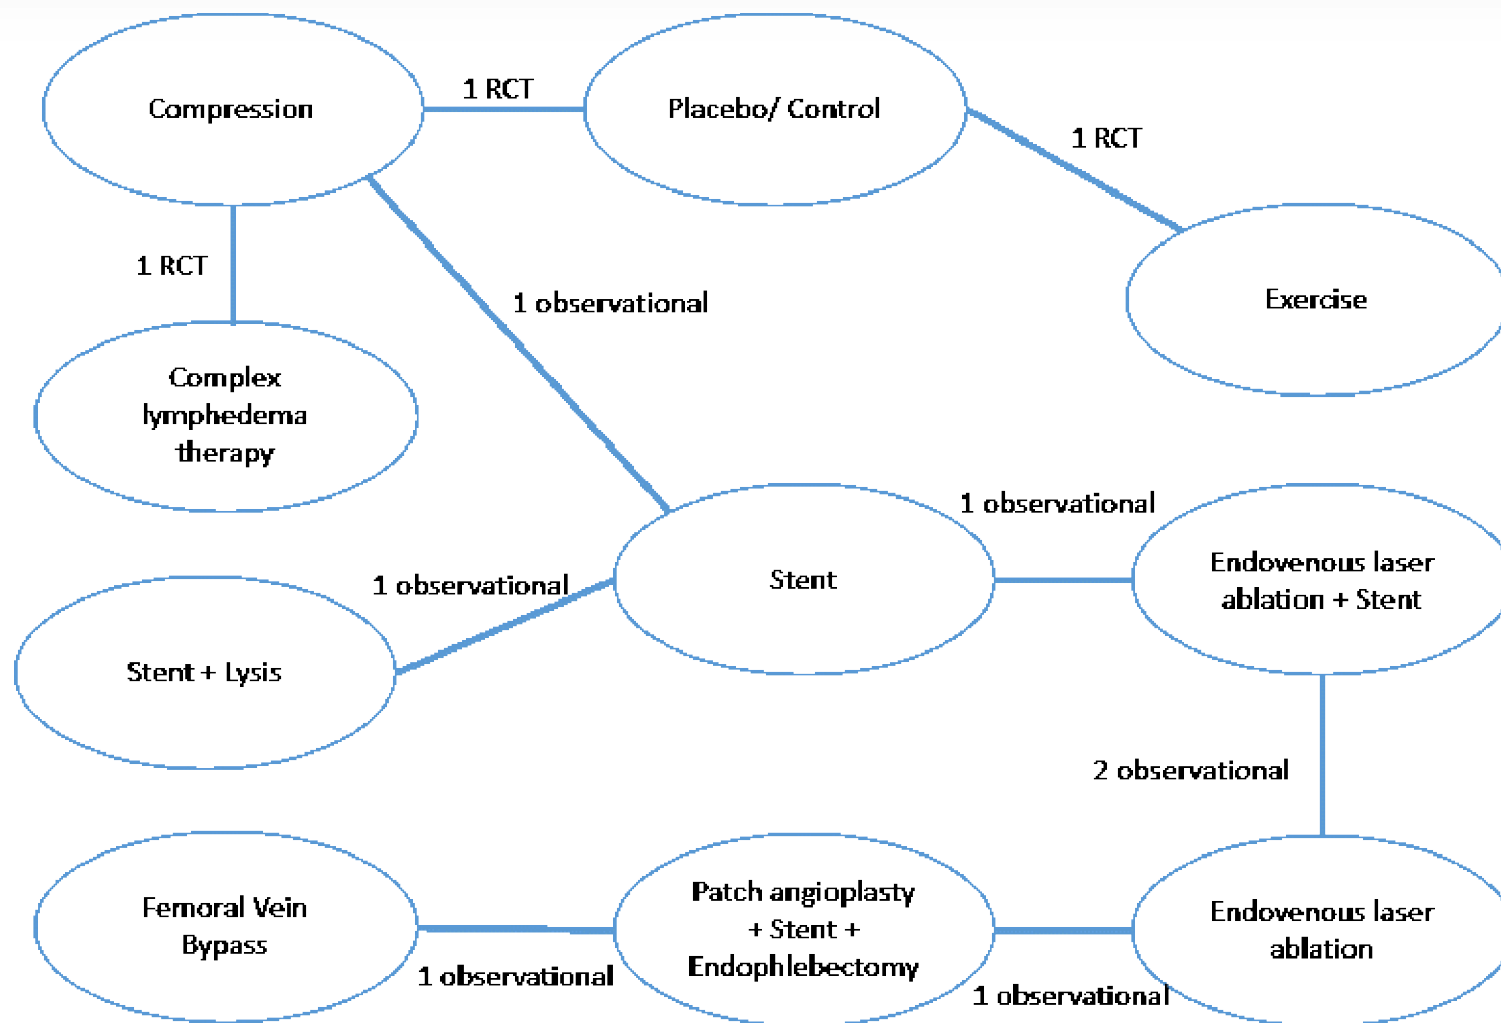 Compression
1 RCT
Placebo/ Control
1 RCT
Exercise
1 RCT
1 observational
Complex
lymphedema
therapy
1 observational
Stent
1 observational
Endovenous laser
ablation + Stent
Stent + Lysis
2 observational
Femoral Vein
Bypass
1 observational
Patch angioplasty
+ Stent +
Endophlebectomy
1 observational
Endovenous laser
ablation